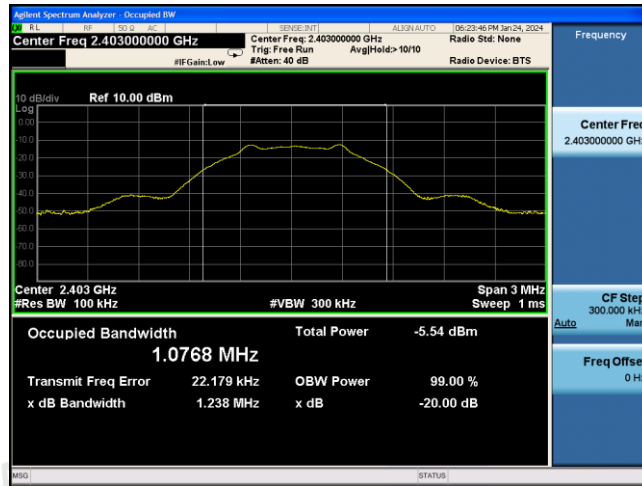 Agilent Spectrum Analyzer - Occupied BW
RL RF 50 Ω AC SENSE:INT ALIGN AUTO 06:23:46 PM Jan 24, 2024
Center Freq 2.403000000 GHz Center Freq: 2.403000000 GHz Radio Std: None
Trig: Free Run Avg|Hold:> 10/10
#IFGain:Low #Atten: 40 dB Radio Device: BTS
Frequency
10 dB/div Ref 10.00 dBm
Log
0.00
-10.0
-20.0
-30.0
-40.0
-50.0
-60.0
-80.0
Center Freq
2.403000000 GHz
Center 2.403 GHz Span 3 MHz
#Res BW 100 kHz #VBW 300 kHz Sweep 1 ms
CF Step
300.000 kHz
Auto Man
Occupied Bandwidth Total Power -5.54 dBm
1.0768 MHz
Transmit Freq Error 22.179 kHz OBW Power 99.00 %
x dB Bandwidth 1.238 MHz x dB -20.00 dB
Freq Offset
0 Hz
MSG STATUS